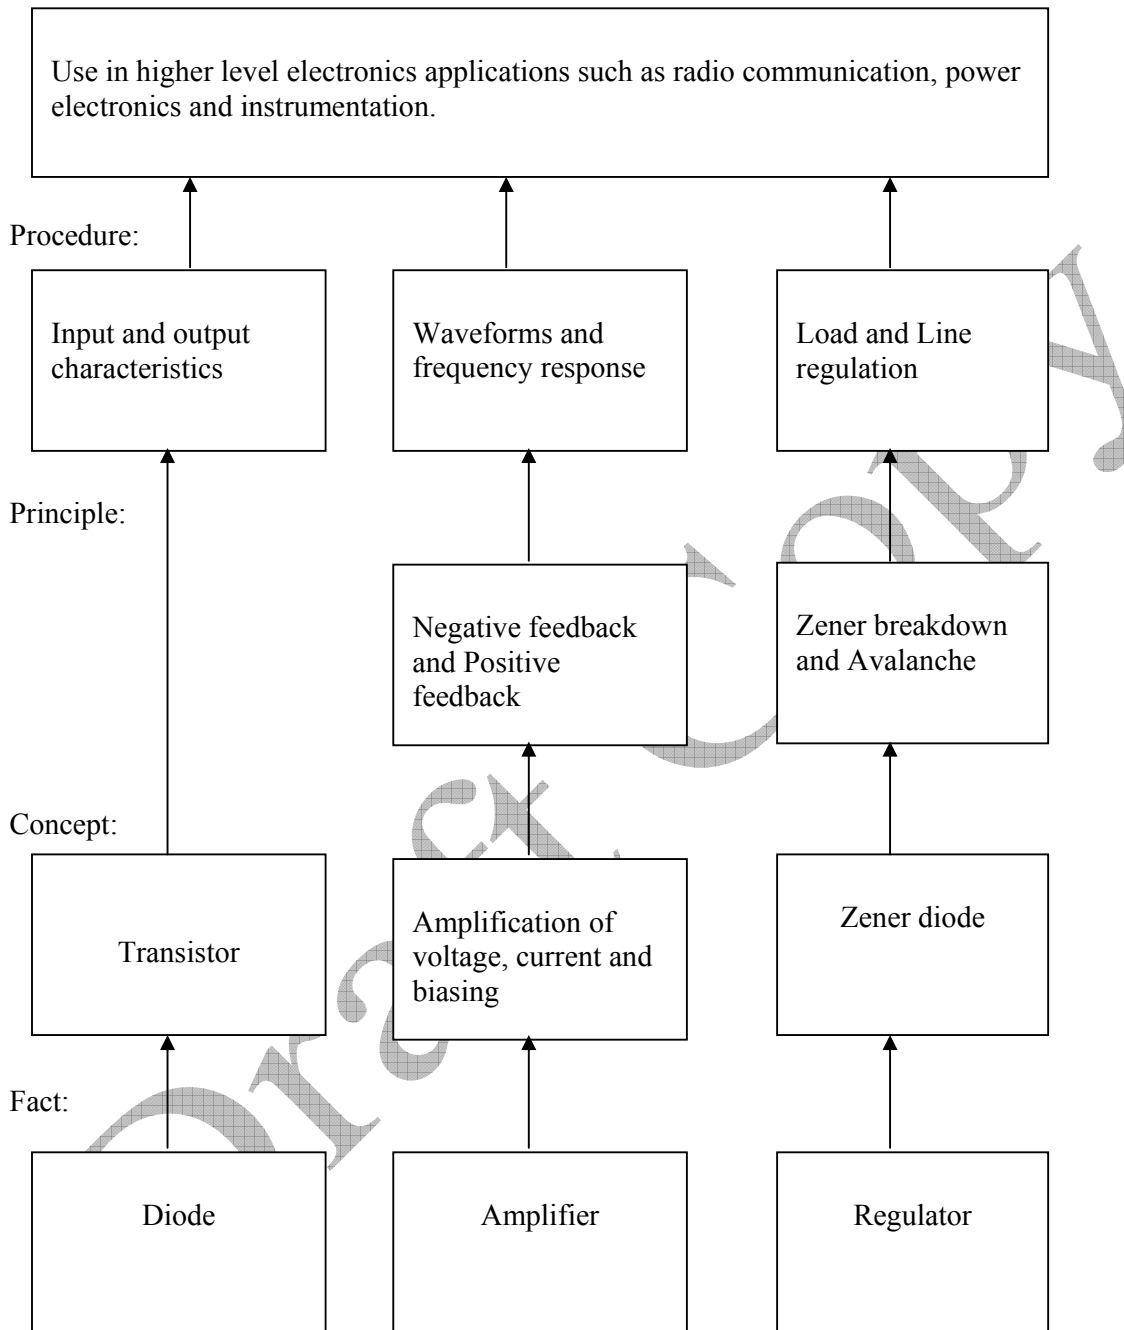 Use in higher level electronics applications such as radio communication, power
electronics and instrumentation.
Procedure:
Input and output
characteristics
Waveforms and
frequency response
Load and Line
regulation
Principle:
Negative feedback
and Positive
feedback
Zener breakdown
and Avalanche
Concept:
Transistor
Amplification of
voltage, current and
biasing
Zener diode
Fact:
Diode
Amplifier
Regulator
Draft Copy